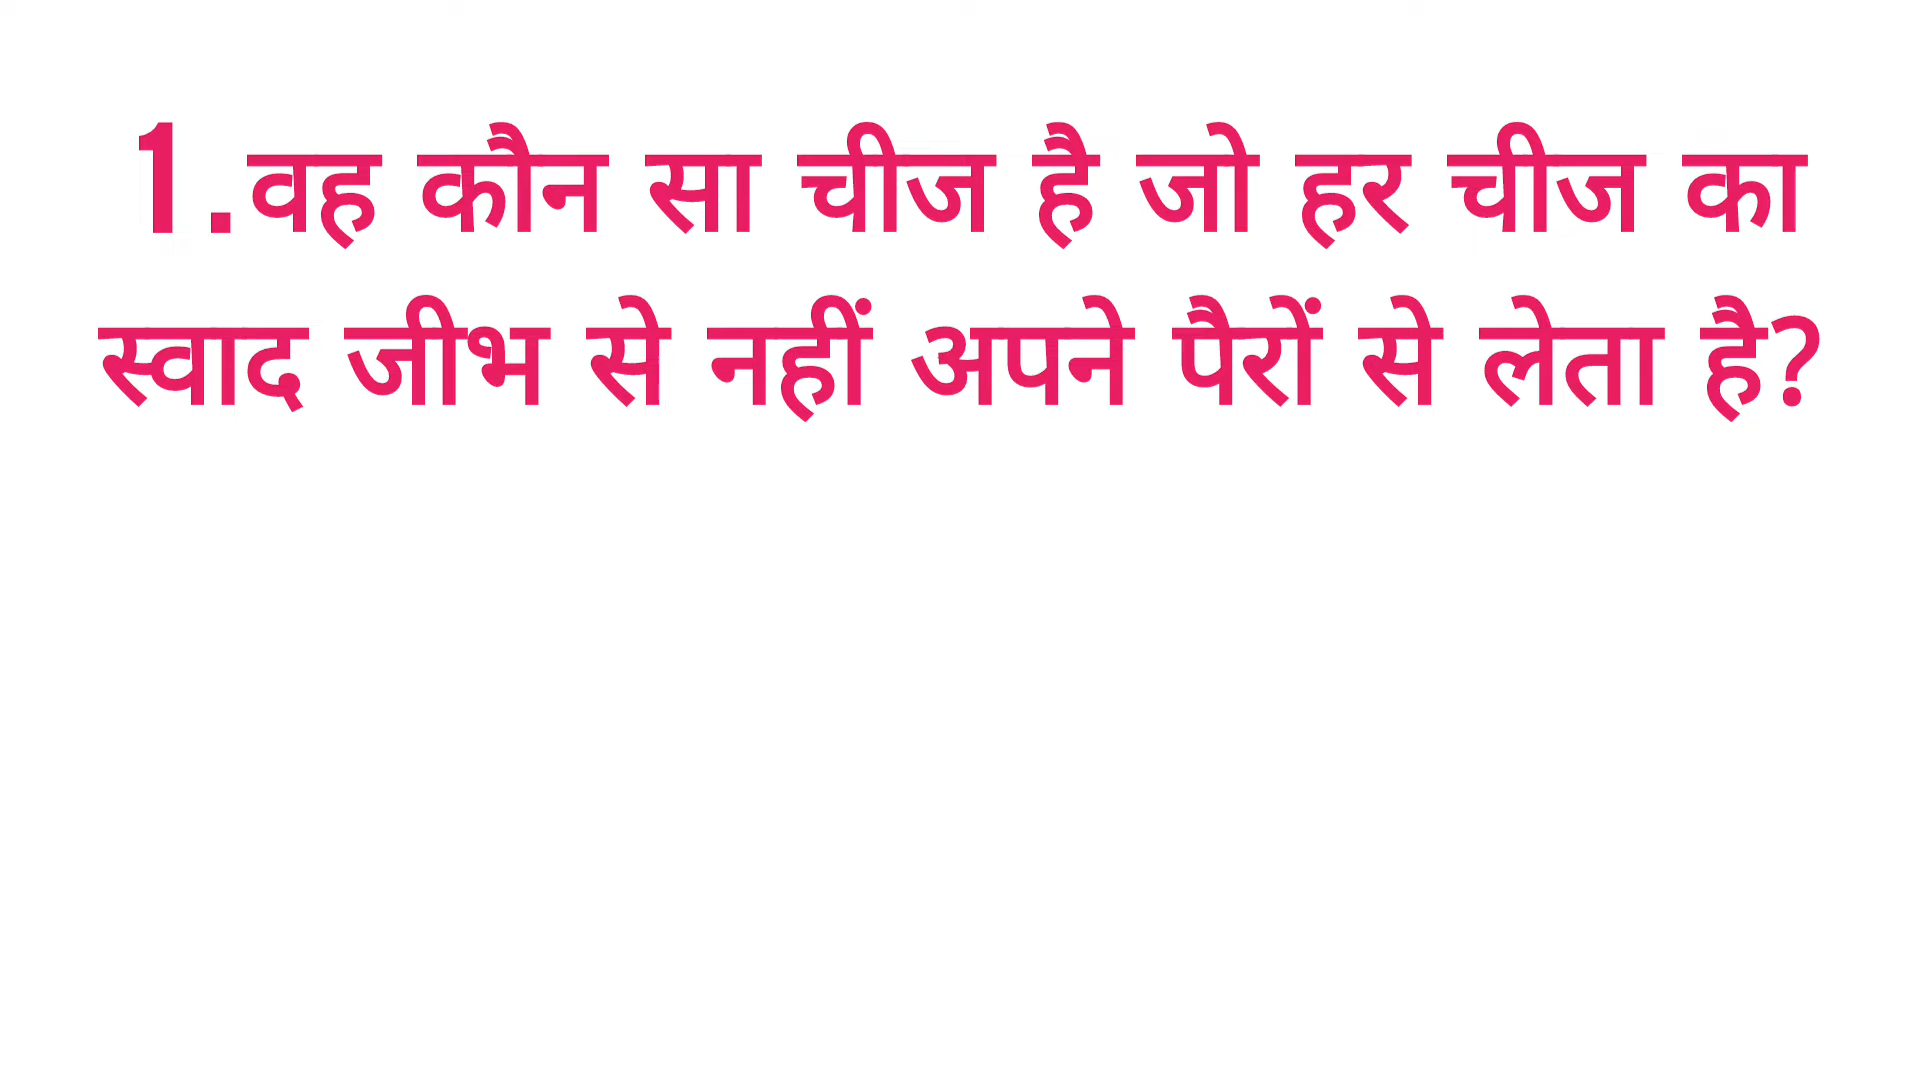 1.वह कौन सा चीज है जो हर चीज का
स्वाद जीभ से नहीं अपने पैरों से लेता है?